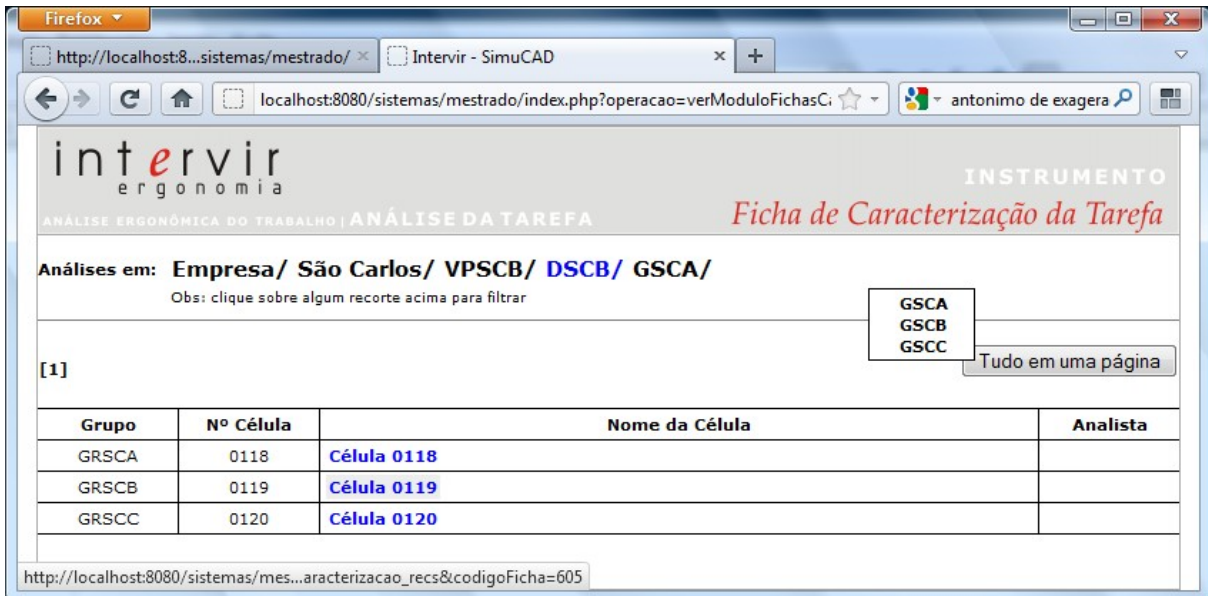 Firefox
http://localhost:8...sistemas/mestrado/ Intervir - SimuCAD
localhost:8080/sistemas/mestrado/index.php?operacao=verModuloFichasC antonimo de exagera
intervir
ergonomia
INSTRUMENTO
ANÁLISE ERGONÔMICA DO TRABALHO | ANÁLISE DA TAREFA
Ficha de Caracterização da Tarefa
Análises em: Empresa/ São Carlos/ VPSCB/ DSCB/ GSCA/
Obs: clique sobre algum recorte acima para filtrar
GSCA
GSCB
GSCC
[1] Tudo em uma página
Grupo Nº Célula Nome da Célula Analista
GRSCA 0118 Célula 0118
GRSCB 0119 Célula 0119
GRSCC 0120 Célula 0120
http://localhost:8080/sistemas/mes...aracterizacao_recs&codigoFicha=605